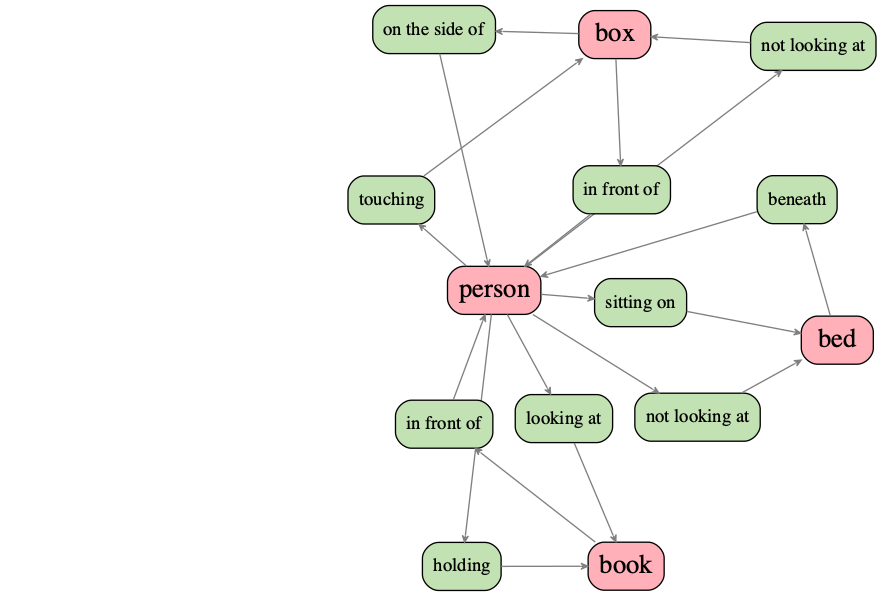 on the side of
box
not looking at
touching
in front of
beneath
person
sitting on
bed
in front of
looking at
not looking at
holding
book